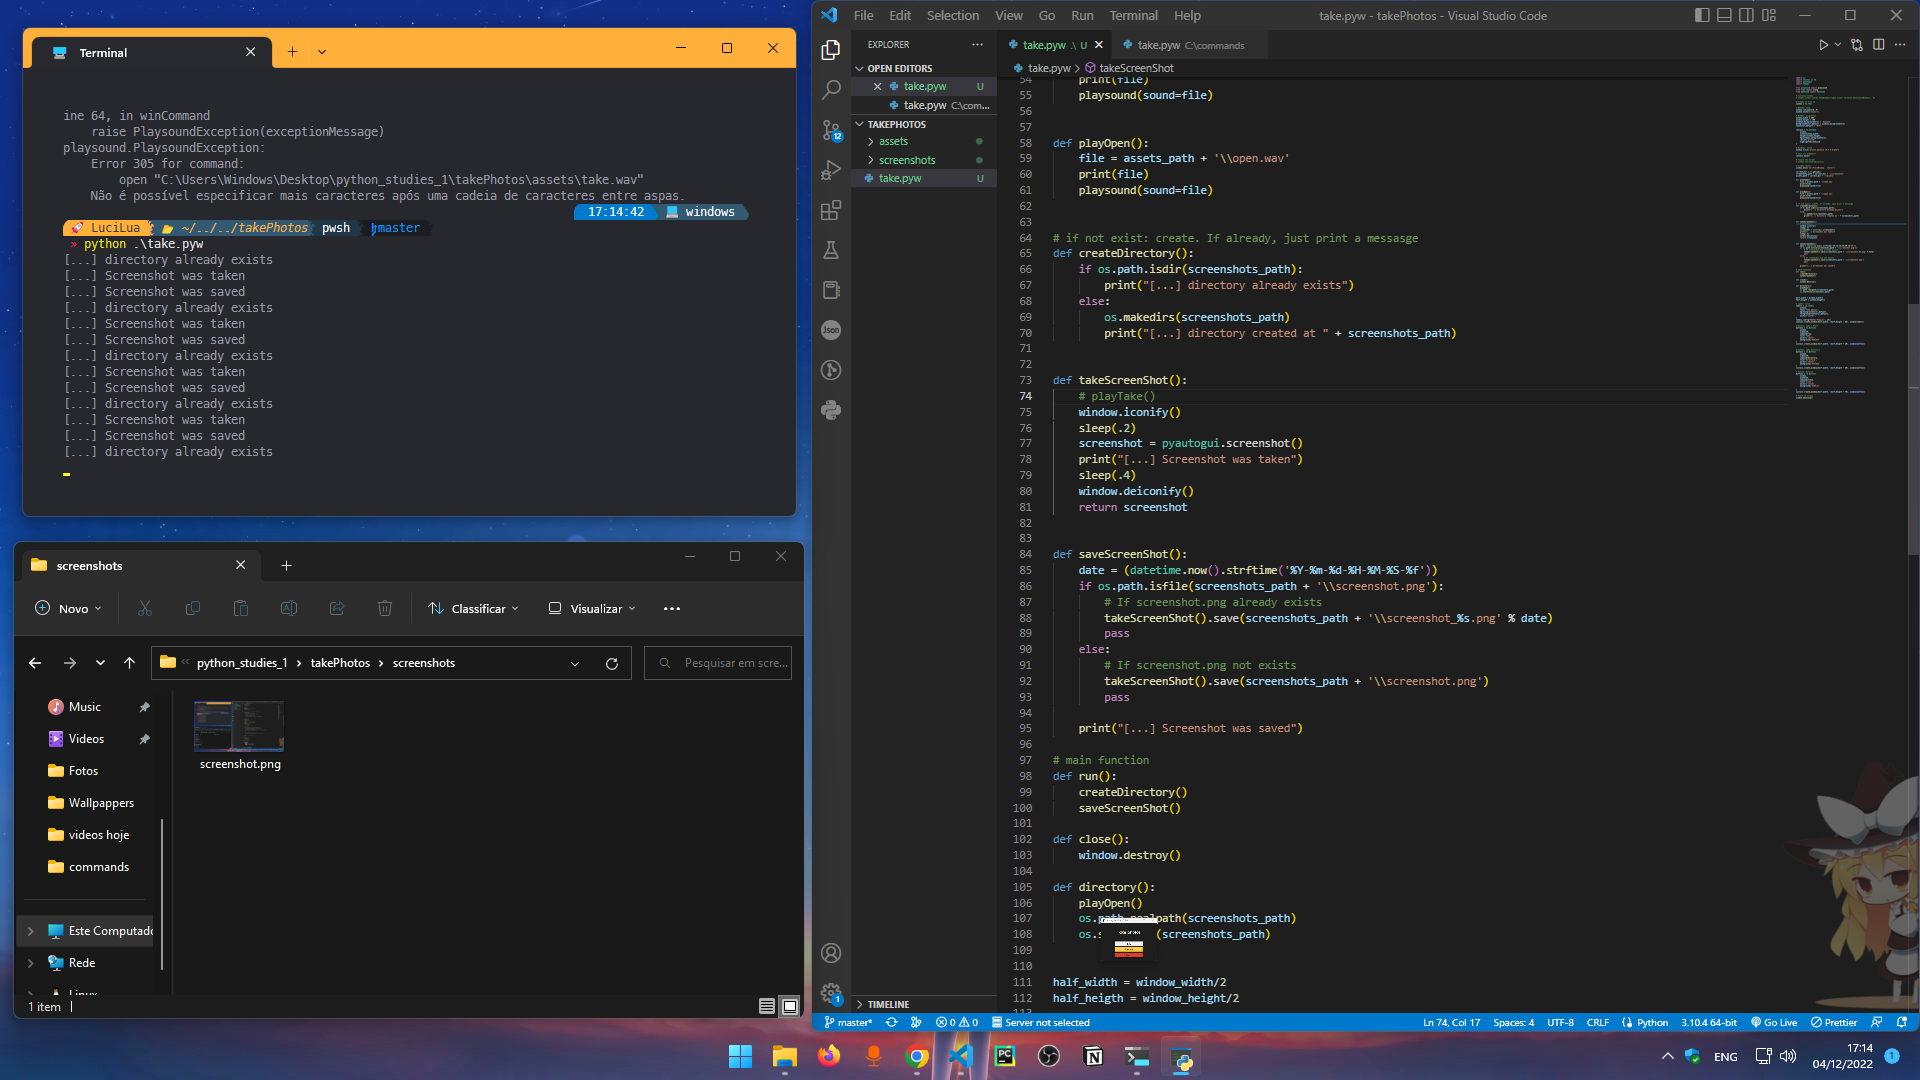 Terminal
ine 64, in winCommand
raise PlaysoundException(exceptionMessage)
playsound.PlaysoundException:
Error 305 for command:
open "C:\Users\Windows\Desktop\python_studies_1\takePhotos\assets\take.wav"
Não é possível especificar mais caracteres após uma cadeia de caracteres entre aspas.
17:14:42 windows
LuciLua ~/../../takePhotos pwsh master
» python .\take.pyw
[...] directory already exists
[...] Screenshot was taken
[...] Screenshot was saved
[...] directory already exists
[...] Screenshot was taken
[...] Screenshot was saved
[...] directory already exists
[...] Screenshot was taken
[...] Screenshot was saved
[...] directory already exists
[...] Screenshot was taken
[...] Screenshot was saved
[...] directory already exists
screenshots
Novo
Classificar
Visualizar
python_studies_1 › takePhotos › screenshots
Pesquisar em scre...
Music
Videos
Fotos
Wallpappers
videos hoje
commands
Este Computado
Rede
Linux
screenshot.png
1 item
File Edit Selection View Go Run Terminal Help
take.pyw - takePhotos - Visual Studio Code
EXPLORER
OPEN EDITORS
take.pyw U
take.pyw C:\com...
TAKEPHOTOS
assets
screenshots
take.pyw U
12
Json
1
TIMELINE
take.pyw .\ U
take.pyw C:\commands
take.pyw > takeScreenShot
54 print(file)
55 playsound(sound=file)
56
57
58 def playOpen():
59 file = assets_path + '\\open.wav'
60 print(file)
61 playsound(sound=file)
62
63
64 # if not exist: create. If already, just print a messasge
65 def createDirectory():
66 if os.path.isdir(screenshots_path):
67 print("[...] directory already exists")
68 else:
69 os.makedirs(screenshots_path)
70 print("[...] directory created at " + screenshots_path)
71
72
73 def takeScreenShot():
74 # playTake()
75 window.iconify()
76 sleep(.2)
77 screenshot = pyautogui.screenshot()
78 print("[...] Screenshot was taken")
79 sleep(.4)
80 window.deiconify()
81 return screenshot
82
83
84 def saveScreenShot():
85 date = (datetime.now().strftime('%Y-%m-%d-%H-%M-%S-%f'))
86 if os.path.isfile(screenshots_path + '\\screenshot.png'):
87 # If screenshot.png already exists
88 takeScreenShot().save(screenshots_path + '\\screenshot_%s.png' % date)
89 pass
90 else:
91 # If screenshot.png not exists
92 takeScreenShot().save(screenshots_path + '\\screenshot.png')
93 pass
94
95 print("[...] Screenshot was saved")
96
97 # main function
98 def run():
99 createDirectory()
100 saveScreenShot()
101
102 def close():
103 window.destroy()
104
105 def directory():
106 playOpen()
107 os.path.realpath(screenshots_path)
108 os.s (screenshots_path)
109
110
111 half_width = window_width/2
112 half_heigth = window_height/2
113
master* 0 0 Server not selected
Ln 74, Col 17 Spaces: 4 UTF-8 CRLF Python 3.10.4 64-bit Go Live Prettier
PC
ENG
17:14
04/12/2022
1